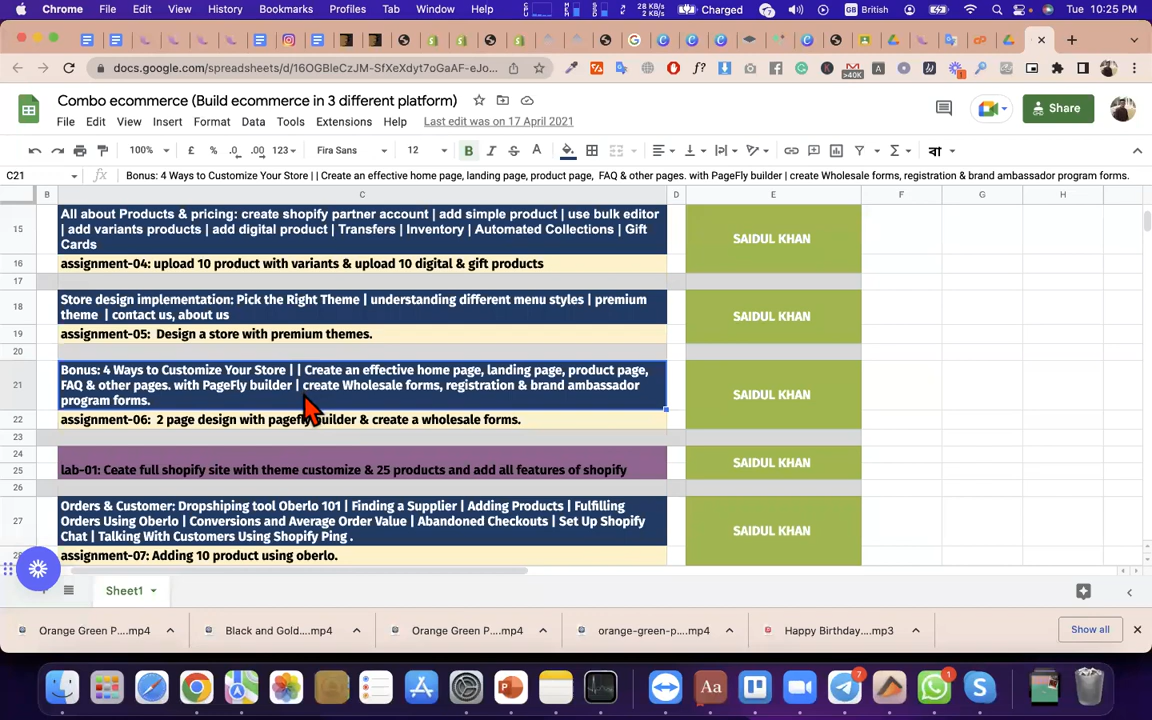 Chrome File Edit View History Bookmarks Profiles Tab Window Help 28 KB/s 2 KB/s Charged British Tue 10:25 PM
docs.google.com/spreadsheets/d/16OGBleCzJM-SfXeXdyt7oGaAF-eJo...
Combo ecommerce (Build ecommerce in 3 different platform)
File Edit View Insert Format Data Tools Extensions Help Last edit was on 17 April 2021
Share
100% £ % .0 .00 123 Fira Sans 12 B I S A বা
C21 fx Bonus: 4 Ways to Customize Your Store | | Create an effective home page, landing page, product page, FAQ & other pages. with PageFly builder | create Wholesale forms, registration & brand ambassador program forms.
B C D E F G H
15 All about Products & pricing: create shopify partner account | add simple product | use bulk editor
| add variants products | add digital product | Transfers | Inventory | Automated Collections | Gift
Cards
SAIDUL KHAN
16 assignment-04: upload 10 product with variants & upload 10 digital & gift products
17
18 Store design implementation: Pick the Right Theme | understanding different menu styles | premium
theme | contact us, about us
SAIDUL KHAN
19 assignment-05: Design a store with premium themes.
20
21 Bonus: 4 Ways to Customize Your Store | | Create an effective home page, landing page, product page,
FAQ & other pages. with PageFly builder | create Wholesale forms, registration & brand ambassador
program forms.
SAIDUL KHAN
22 assignment-06: 2 page design with pagefly builder & create a wholesale forms.
23
24
SAIDUL KHAN
25 lab-01: Ceate full shopify site with theme customize & 25 products and add all features of shopify
26
27 Orders & Customer: Dropshiping tool Oberlo 101 | Finding a Supplier | Adding Products | Fulfilling
Orders Using Oberlo | Conversions and Average Order Value | Abandoned Checkouts | Set Up Shopify
Chat | Talking With Customers Using Shopify Ping .
SAIDUL KHAN
28 assignment-07: Adding 10 product using oberlo.
Sheet1
Orange Green P....mp4 Black and Gold....mp4 Orange Green P....mp4 orange-green-p....mp4 Happy Birthday....mp3 Show all